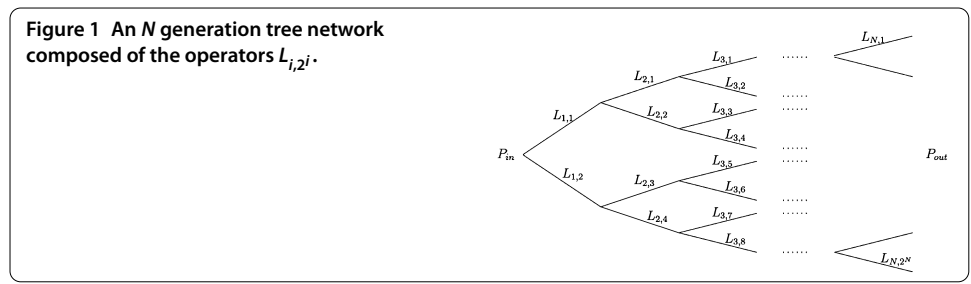 Figure 1 An N generation tree network
composed of the operators L_{i,2^i}.
L_{N,1}
L_{3,1}
......
L_{2,1}
L_{3,2}
......
L_{3,3}
......
L_{1,1}
L_{2,2}
L_{3,4}
......
P_{in}
P_{out}
L_{3,5}
......
L_{1,2}
L_{2,3}
L_{3,6}
......
L_{3,7}
......
L_{2,4}
L_{3,8}
......
L_{N,2^N}